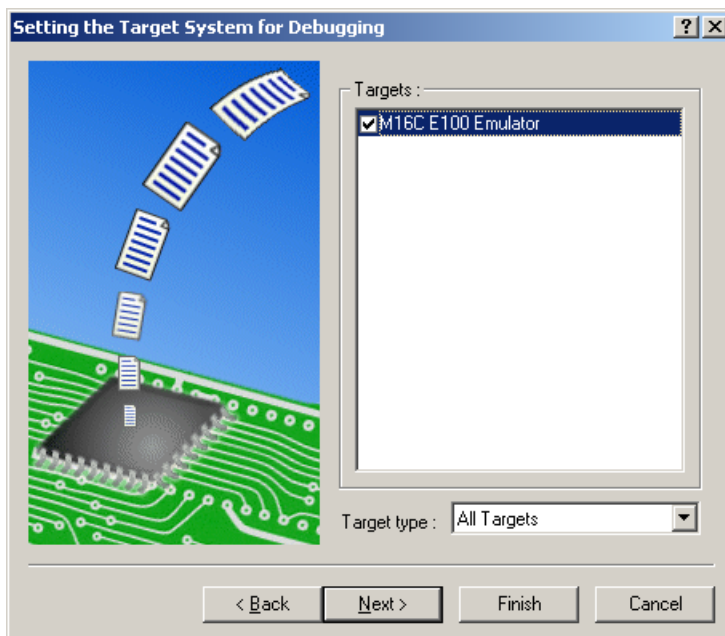 Setting the Target System for Debugging
Targets :
M16C E100 Emulator
Target type :
All Targets
< Back
Next >
Finish
Cancel